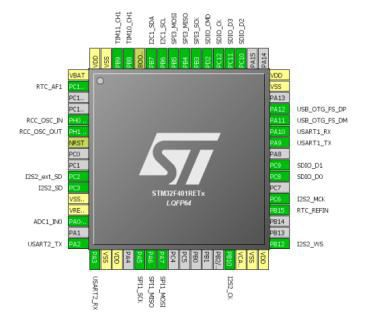 TIM11_CH1
TIM10_CH1
I2C1_SDA
I2C1_SCL
SPI3_MOSI
SPI3_MISO
SPI3_SCK
SDIO_CMD
SDIO_CK
SDIO_D3
SDIO_D2
VDD
VSS
PB9
PB8
BOO..
PB7
PB6
PB5
PB4
PB3
PD2
PC12
PC11
PC10
PA15
PA14
VBAT
RTC_AF1 PC1..
PC1..
PC1..
RCC_OSC_IN PH0..
RCC_OSC_OUT PH1..
NRST
PC0
PC1
I2S2_ext_SD PC2
I2S2_SD PC3
VSS..
VRE..
ADC1_IN0 PA0..
PA1
USART2_TX PA2
STM32F401RETx
LQFP64
VDD
VSS
PA13
PA12 USB_OTG_FS_DP
PA11 USB_OTG_FS_DM
PA10 USART1_RX
PA9 USART1_TX
PA8
PC9 SDIO_D1
PC8 SDIO_D0
PC7
PC6 I2S2_MCK
PB15 RTC_REFIN
PB14
PB13
PB12 I2S2_WS
PA3
VSS
VDD
PA4
PA5
PA6
PA7
PC4
PC5
PB0
PB1
PB2/
PB10
VCA..
VSS
VDD
USART2_RX
SPI1_SCK
SPI1_MISO
SPI1_MOSI
I2S2_CK